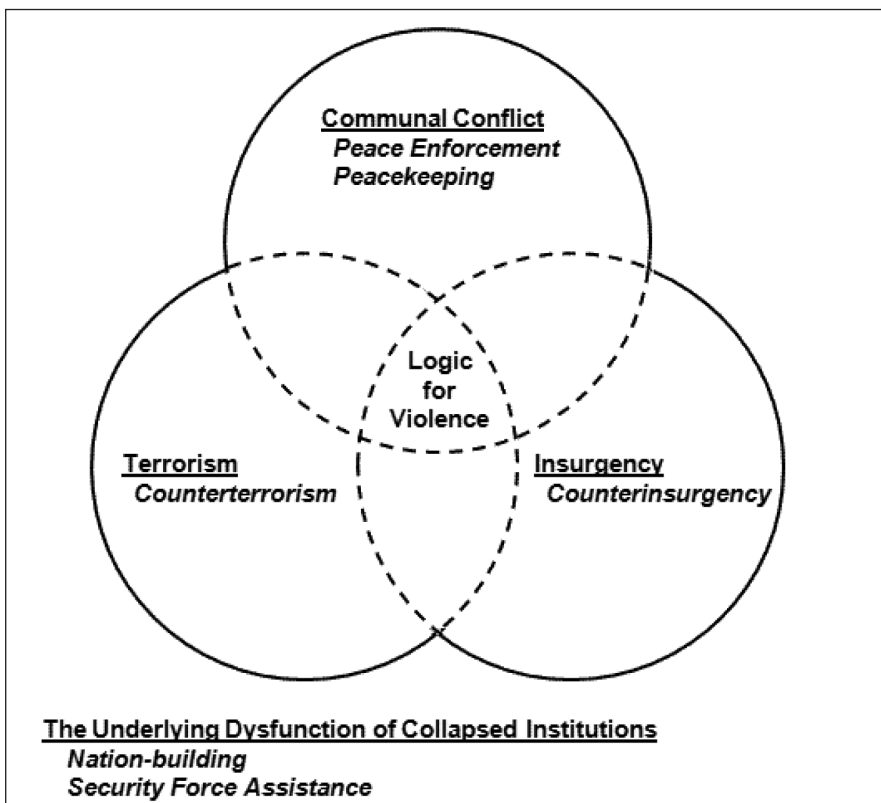 Communal Conflict
Peace Enforcement
Peacekeeping
Logic
for
Violence
Terrorism
Counterterrorism
Insurgency
Counterinsurgency
The Underlying Dysfunction of Collapsed Institutions
Nation-building
Security Force Assistance